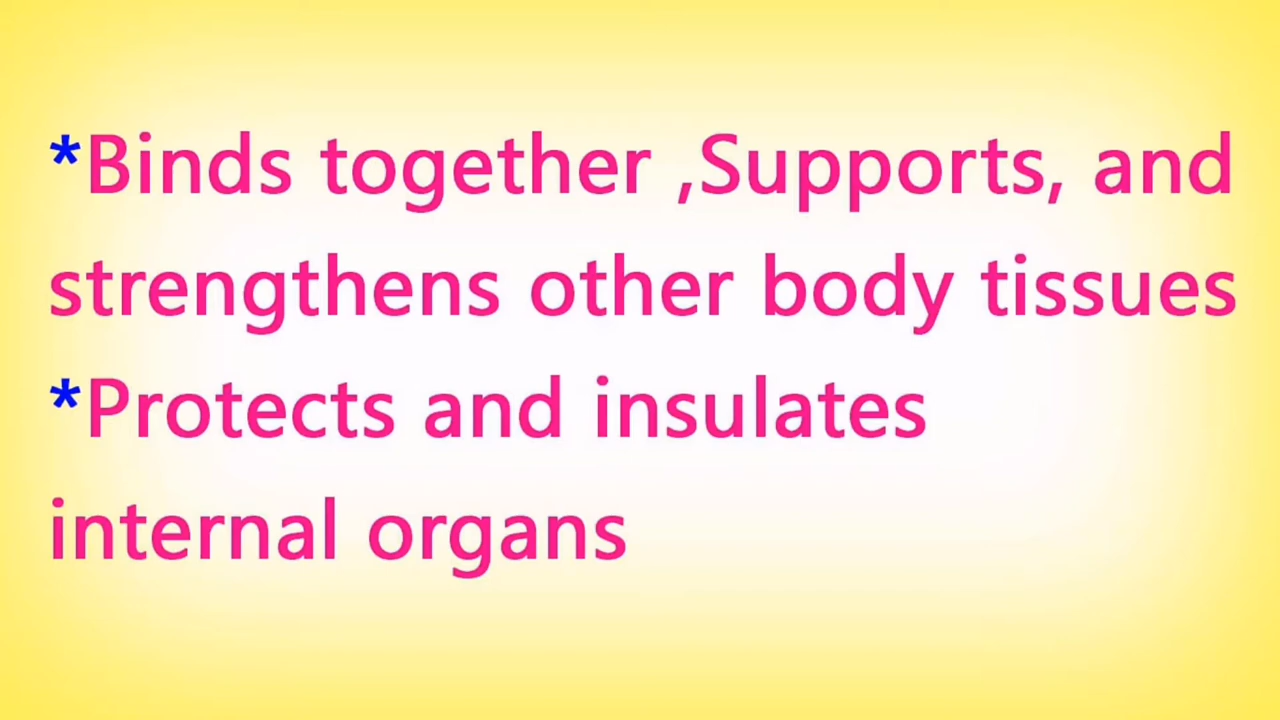 *Binds together ,Supports, and
strengthens other body tissues
*Protects and insulates
internal organs